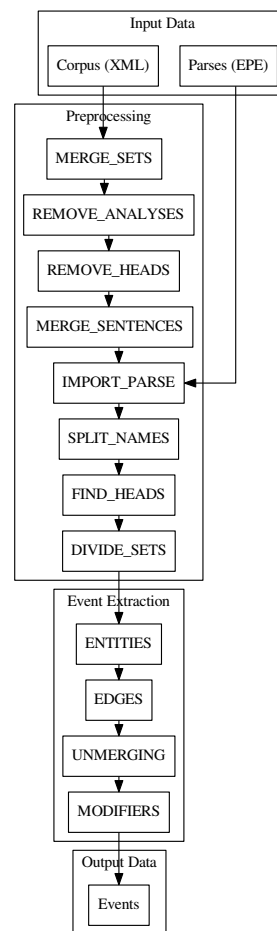 Input Data
Corpus (XML) Parses (EPE)
Preprocessing
MERGE_SETS
REMOVE_ANALYSES
REMOVE_HEADS
MERGE_SENTENCES
IMPORT_PARSE
SPLIT_NAMES
FIND_HEADS
DIVIDE_SETS
Event Extraction
ENTITIES
EDGES
UNMERGING
MODIFIERS
Output Data
Events